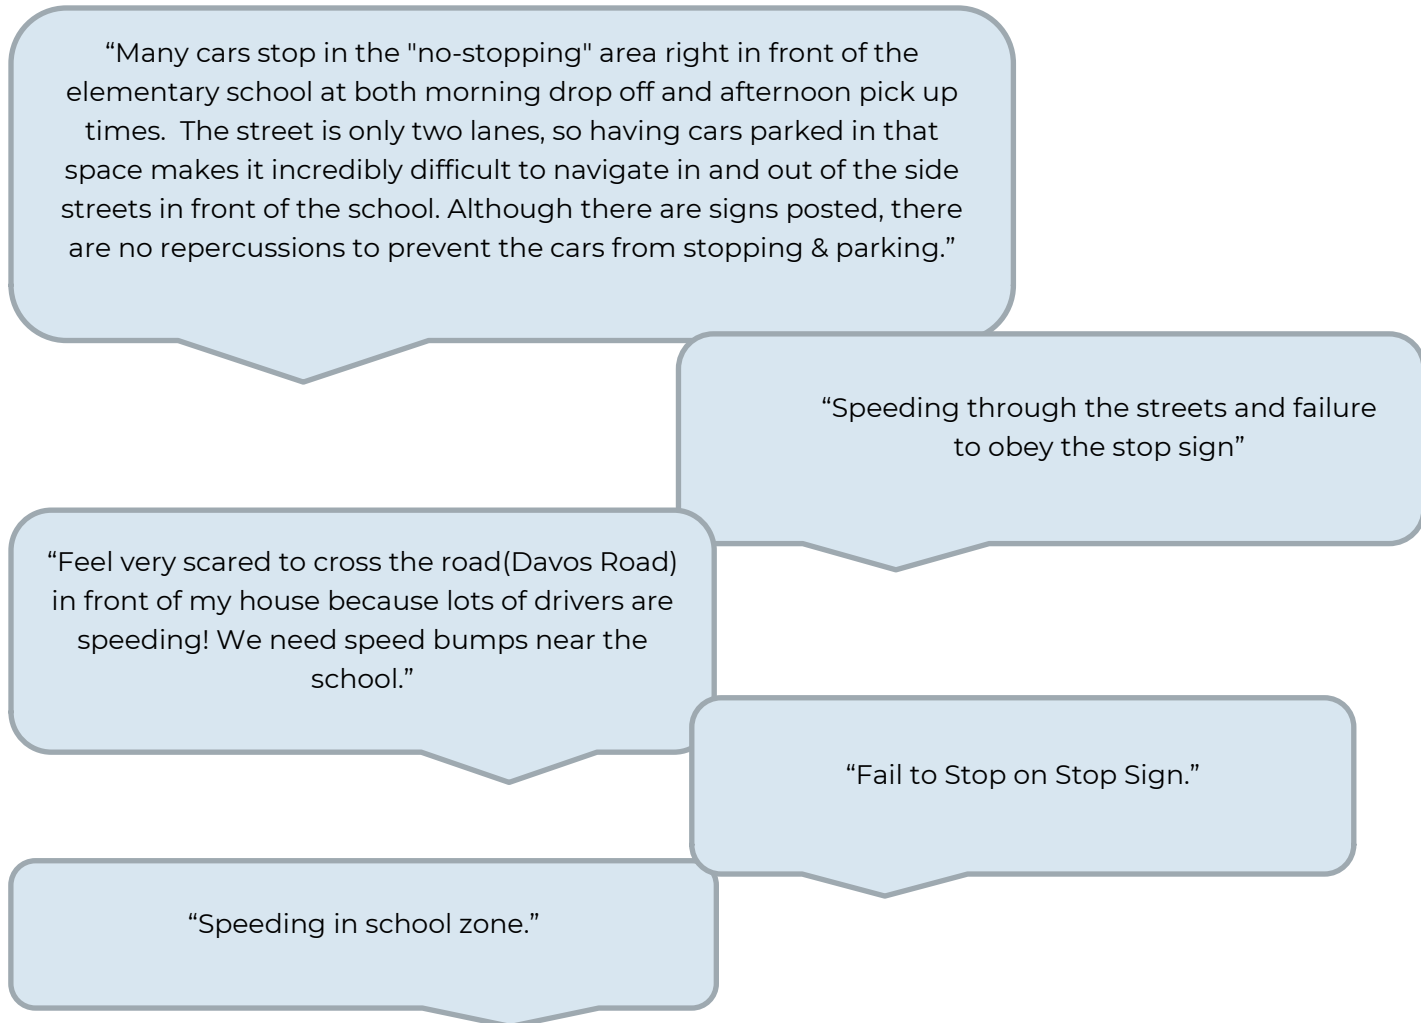 “Many cars stop in the "no-stopping" area right in front of the
elementary school at both morning drop off and afternoon pick up
times.  The street is only two lanes, so having cars parked in that
space makes it incredibly difficult to navigate in and out of the side
streets in front of the school. Although there are signs posted, there
are no repercussions to prevent the cars from stopping & parking.”
“Speeding through the streets and failure
to obey the stop sign”
“Feel very scared to cross the road(Davos Road)
in front of my house because lots of drivers are
speeding! We need speed bumps near the
school.”
“Fail to Stop on Stop Sign.”
“Speeding in school zone.”